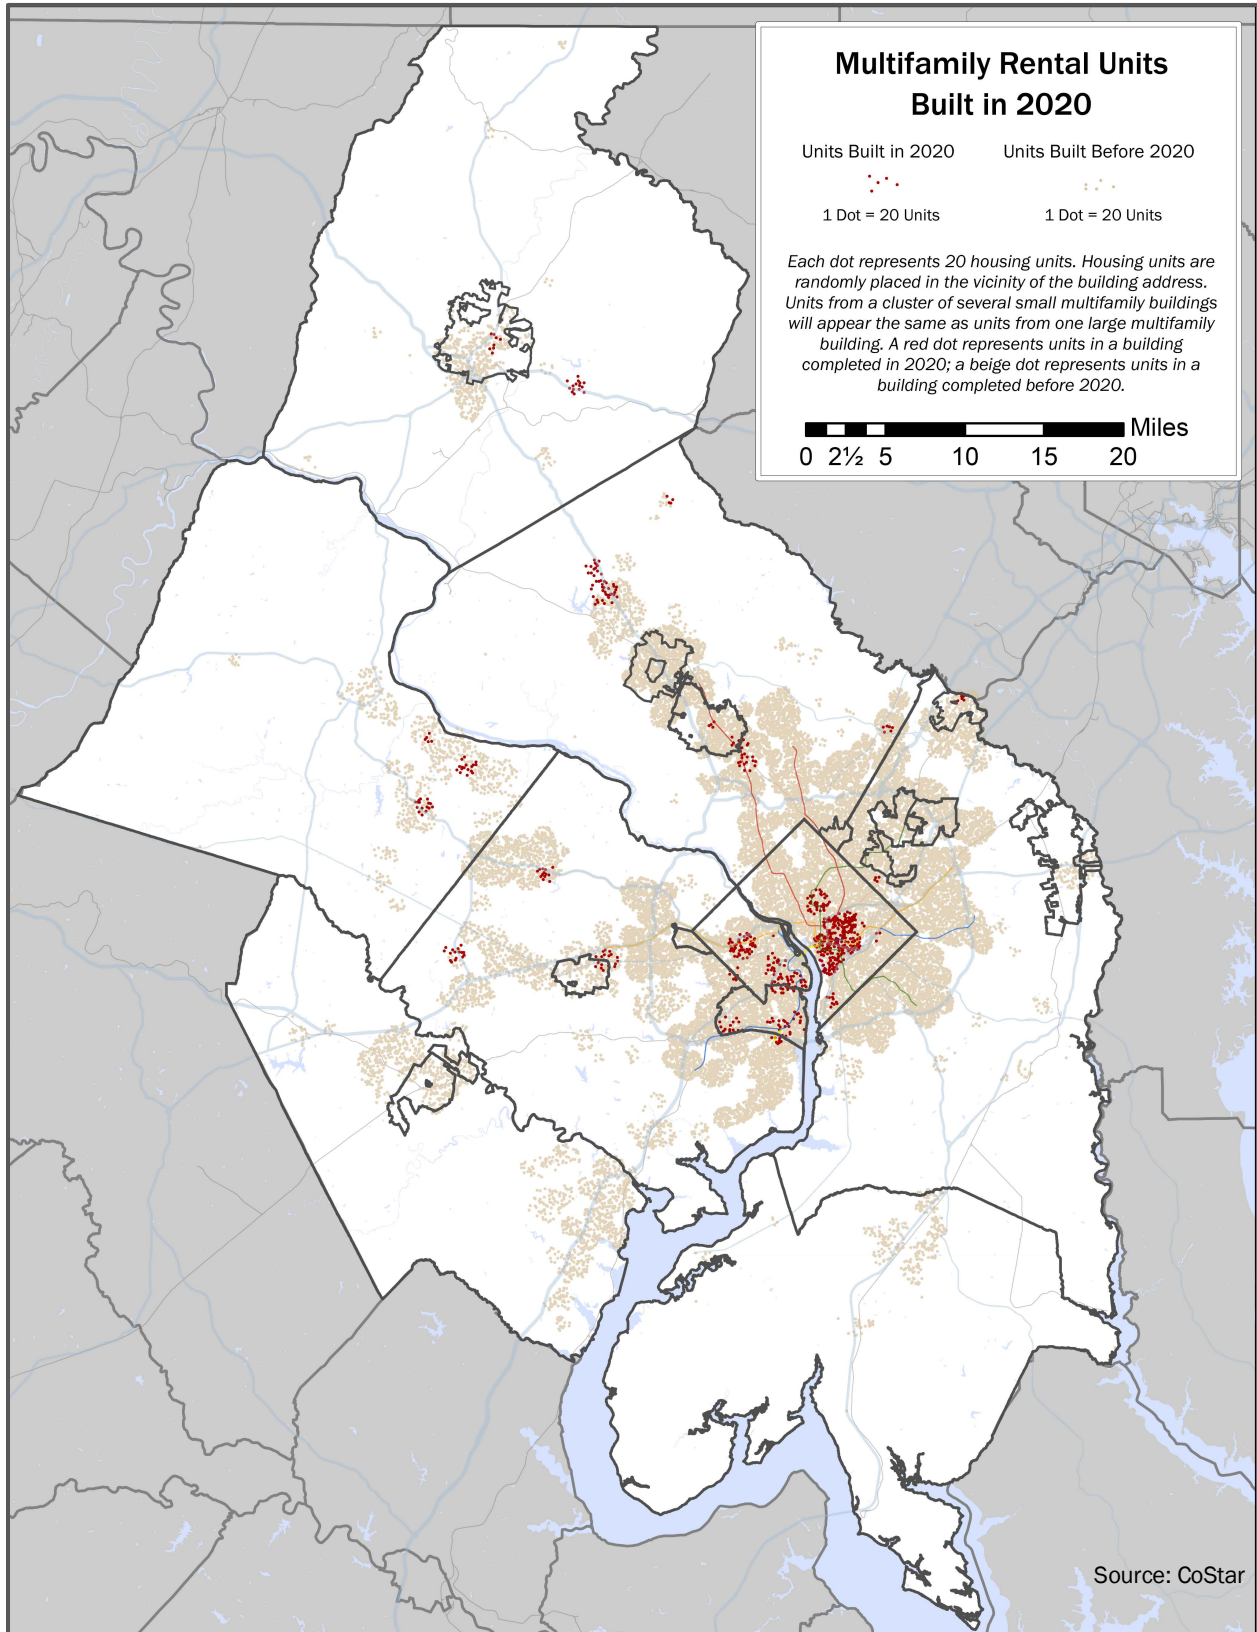 Multifamily Rental Units
Built in 2020
Units Built in 2020
Units Built Before 2020
1 Dot = 20 Units
1 Dot = 20 Units
Each dot represents 20 housing units. Housing units are
randomly placed in the vicinity of the building address.
Units from a cluster of several small multifamily buildings
will appear the same as units from one large multifamily
building. A red dot represents units in a building
completed in 2020; a beige dot represents units in a
building completed before 2020.
Miles
0 2½ 5 10 15 20
Source: CoStar